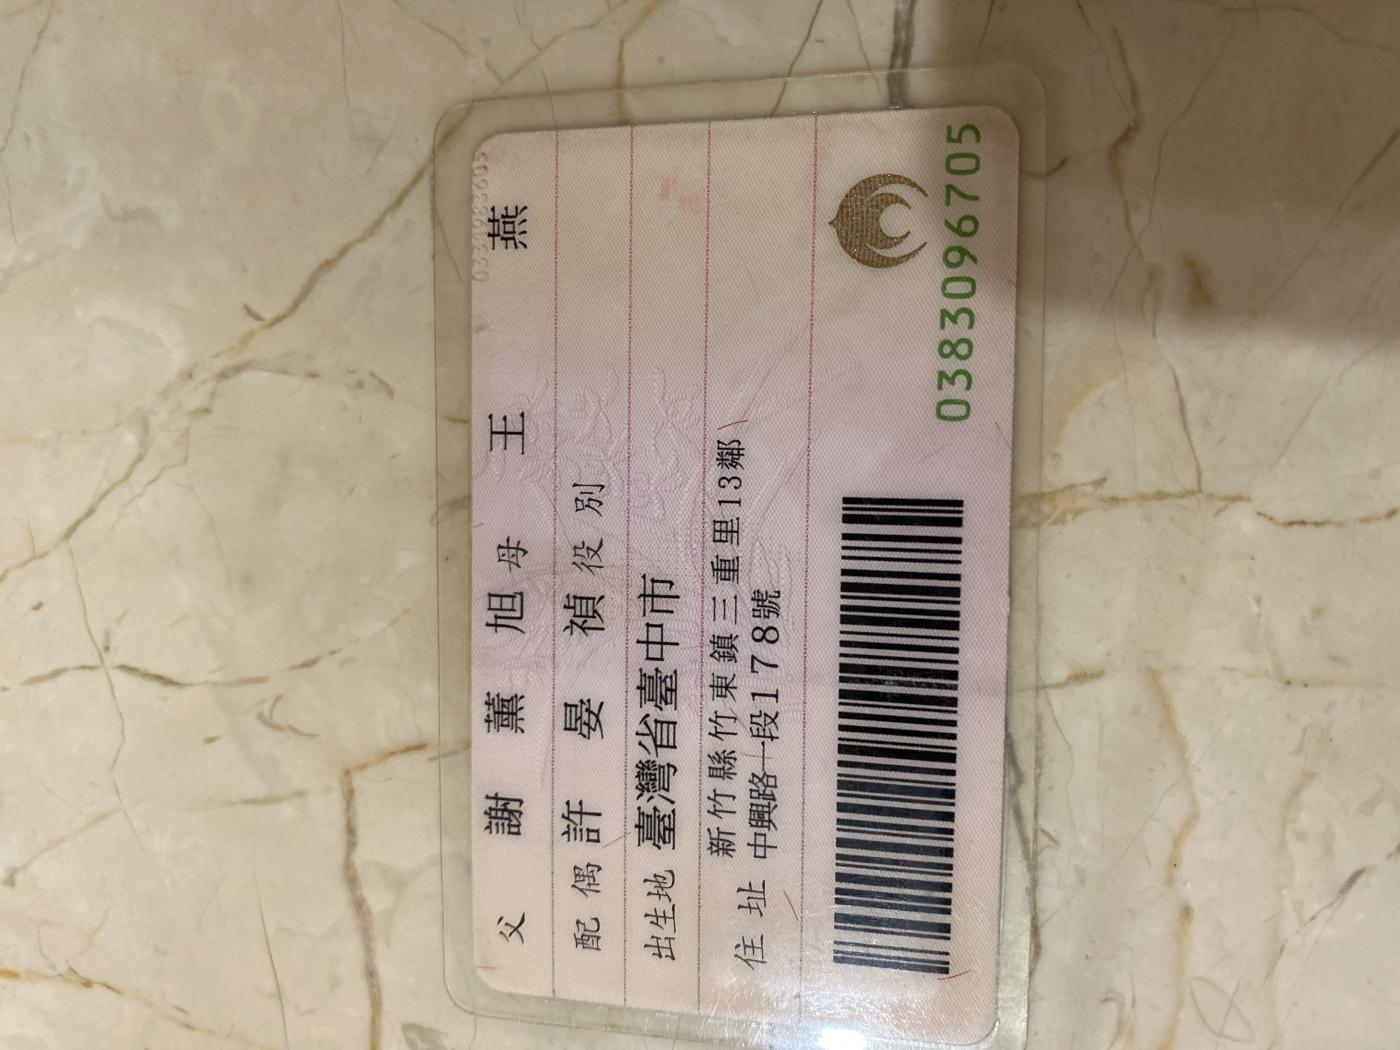 父 謝薰旭 母 王燕
配偶 許晏禎 役別
出生地 臺灣省臺中市
住址 新竹縣竹東鎮三重里13鄰
中興路一段178號
0383096705